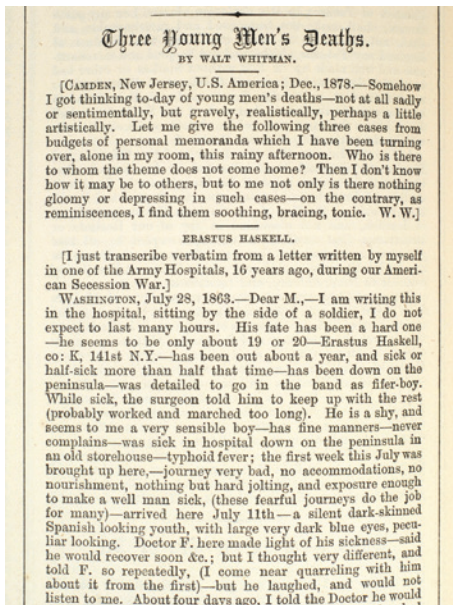 Three Young Men's Deaths.
BY WALT WHITMAN.
[CAMDEN, New Jersey, U.S. America; Dec., 1878.—Somehow
I got thinking to-day of young men's deaths—not at all sadly
or sentimentally, but gravely, realistically, perhaps a little
artistically. Let me give the following three cases from
budgets of personal memoranda which I have been turning
over, alone in my room, this rainy afternoon. Who is there
to whom the theme does not come home? Then I don't know
how it may be to others, but to me not only is there nothing
gloomy or depressing in such cases—on the contrary, as
reminiscences, I find them soothing, bracing, tonic. W. W.]
ERASTUS HASKELL.
[I just transcribe verbatim from a letter written by myself
in one of the Army Hospitals, 16 years ago, during our Ameri-
can Secession War.]
WASHINGTON, July 28, 1863.—Dear M.,—I am writing this
in the hospital, sitting by the side of a soldier, I do not
expect to last many hours. His fate has been a hard one
—he seems to be only about 19 or 20—Erastus Haskell,
co: K, 141st N.Y.—has been out about a year, and sick or
half-sick more than half that time—has been down on the
peninsula—was detailed to go in the band as fifer-boy.
While sick, the surgeon told him to keep up with the rest
(probably worked and marched too long). He is a shy, and
seems to me a very sensible boy—has fine manners—never
complains—was sick in hospital down on the peninsula in
an old storehouse—typhoid fever; the first week this July was
brought up here,—journey very bad, no accommodations, no
nourishment, nothing but hard jolting, and exposure enough
to make a well man sick, (these fearful journeys do the job
for many)—arrived here July 11th—a silent dark-skinned
Spanish looking youth, with large very dark blue eyes, pecu-
liar looking. Doctor F. here made light of his sickness—said
he would recover soon &c.; but I thought very different, and
told F. so repeatedly, (I come near quarreling with him
about it from the first)—but he laughed, and would not
listen to me. About four days ago, I told the Doctor he would